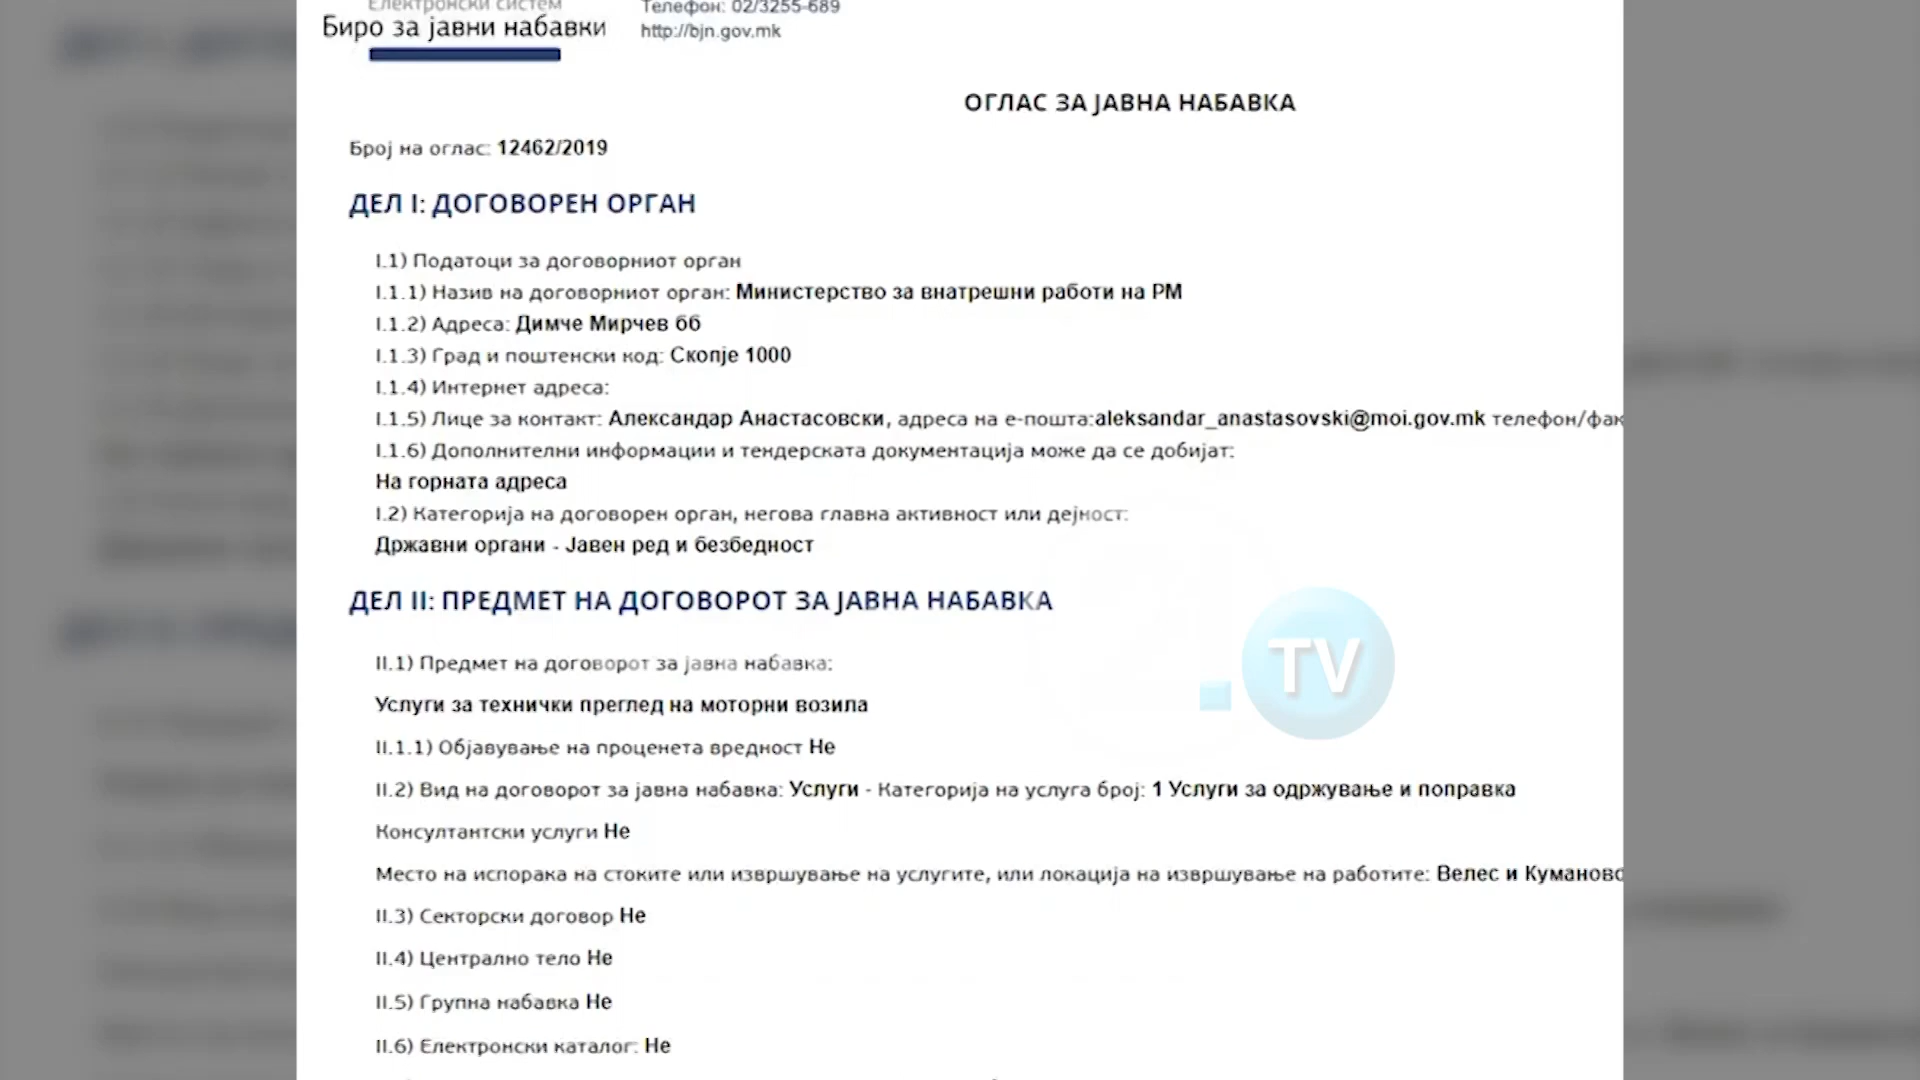 Електронски систем
Телефон: 02/3255-689
Биро за јавни набавки
http://bjn.gov.mk
ОГЛАС ЗА ЈАВНА НАБАВКА
Број на оглас: 12462/2019
ДЕЛ I: ДОГОВОРЕН ОРГАН
I.1) Податоци за договорниот орган
I.1.1) Назив на договорниот орган: Министерство за внатрешни работи на РМ
I.1.2) Адреса: Димче Мирчев бб
I.1.3) Град и поштенски код: Скопје 1000
I.1.4) Интернет адреса:
I.1.5) Лице за контакт: Александар Анастасовски, адреса на е-пошта:aleksandar_anastasovski@moi.gov.mk телефон/фак
I.1.6) Дополнителни информации и тендерската документација може да се добијат:
На горната адреса
I.2) Категорија на договорен орган, негова главна активност или дејност:
Државни органи - Јавен ред и безбедност
ДЕЛ II: ПРЕДМЕТ НА ДОГОВОРОТ ЗА ЈАВНА НАБАВКА
II.1) Предмет на договорот за јавна набавка:
TV
Услуги за технички преглед на моторни возила
II.1.1) Објавување на проценета вредност Не
II.2) Вид на договорот за јавна набавка: Услуги - Категорија на услуга број: 1 Услуги за одржување и поправка
Консултантски услуги Не
Место на испорака на стоките или извршување на услугите, или локација на извршување на работите: Велес и Куманово
II.3) Секторски договор Не
II.4) Централно тело Не
II.5) Групна набавка Не
II.6) Електронски каталог: Не